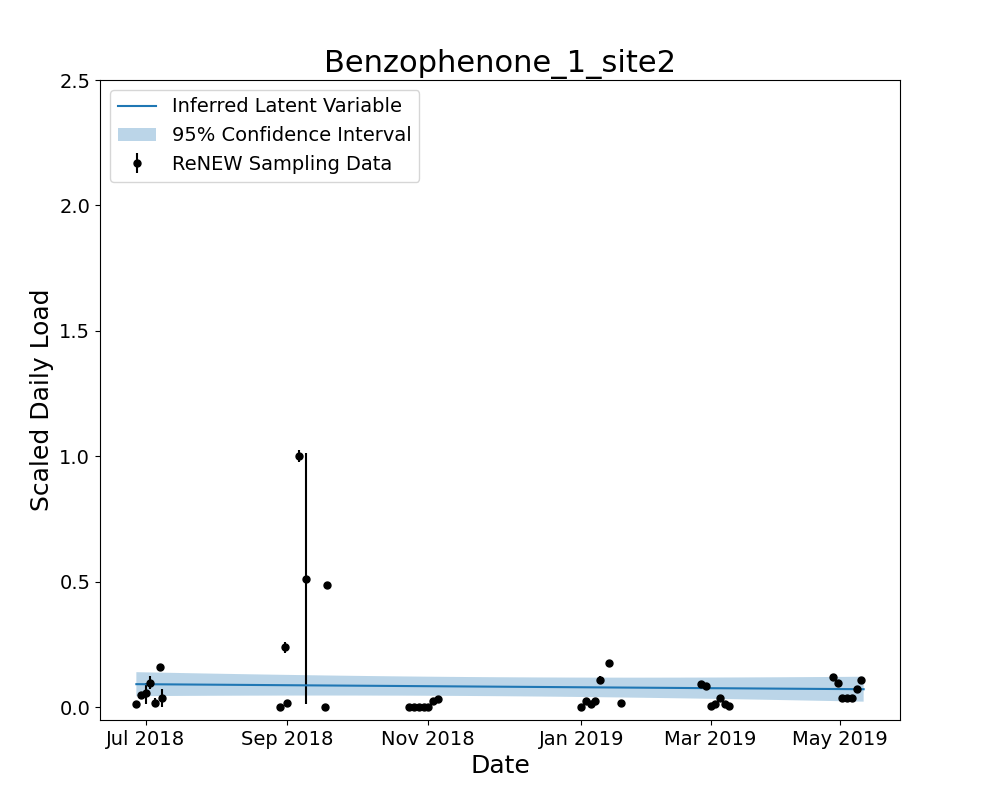 Benzophenone_1_site2
Inferred Latent Variable
95% Confidence Interval
ReNEW Sampling Data
Scaled Daily Load
2.5
2.0
1.5
1.0
0.5
0.0
Jul 2018 Sep 2018 Nov 2018 Jan 2019 Mar 2019 May 2019
Date